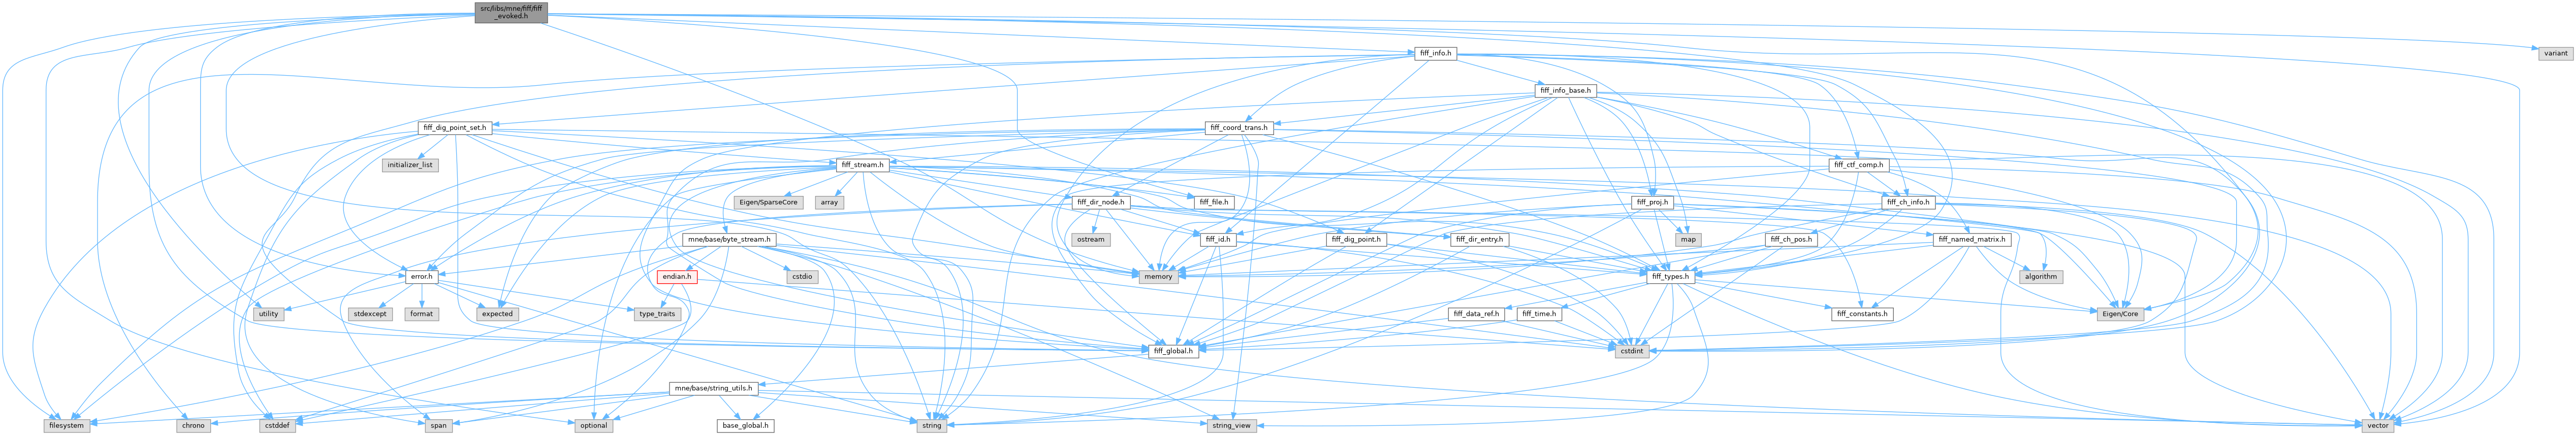 src/libs/mne/fiff/fiff
_evoked.h
fiff_info.h
variant
fiff_info_base.h
fiff_dig_point_set.h
fiff_coord_trans.h
initializer_list
fiff_stream.h
fiff_ctf_comp.h
Eigen/SparseCore
array
fiff_file.h
fiff_dir_node.h
fiff_proj.h
fiff_ch_info.h
ostream
mne/base/byte_stream.h
fiff_id.h
fiff_dig_point.h
fiff_dir_entry.h
map
fiff_ch_pos.h
fiff_named_matrix.h
error.h
endian.h
cstdio
memory
fiff_types.h
algorithm
utility
stdexcept
format
expected
type_traits
fiff_data_ref.h
fiff_time.h
fiff_constants.h
Eigen/Core
fiff_global.h
cstdint
mne/base/string_utils.h
filesystem
chrono
cstddef
span
optional
base_global.h
string
string_view
vector